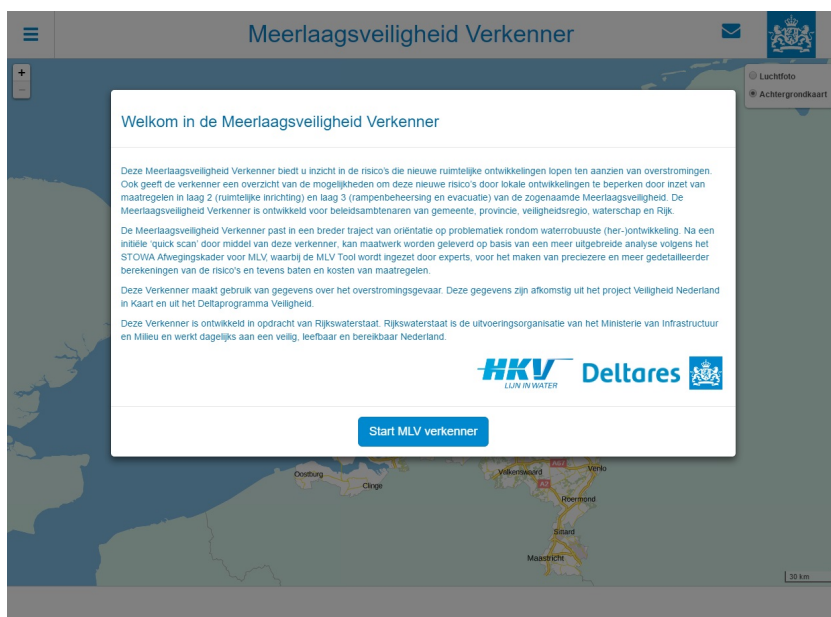 Meerlaagsveiligheid Verkenner
+
−
Luchtfoto
Achtergrondkaart
Welkom in de Meerlaagsveiligheid Verkenner
Deze Meerlaagsveiligheid Verkenner biedt u inzicht in de risico's die nieuwe ruimtelijke ontwikkelingen lopen ten aanzien van overstromingen.
Ook geeft de verkenner een overzicht van de mogelijkheden om deze nieuwe risico's door lokale ontwikkelingen te beperken door inzet van
maatregelen in laag 2 (ruimtelijke inrichting) en laag 3 (rampenbeheersing en evacuatie) van de zogenaamde Meerlaagsveiligheid. De
Meerlaagsveiligheid Verkenner is ontwikkeld voor beleidsambtenaren van gemeente, provincie, veiligheidsregio, waterschap en Rijk.
De Meerlaagsveiligheid Verkenner past in een breder traject van oriëntatie op problematiek rondom waterrobuuste (her-)ontwikkeling. Na een
initiële 'quick scan' door middel van deze verkenner, kan maatwerk worden geleverd op basis van een meer uitgebreide analyse volgens het
STOWA Afwegingskader voor MLV, waarbij de MLV Tool wordt ingezet door experts, voor het maken van preciezere en meer gedetailleerder
berekeningen van de risico's en tevens baten en kosten van maatregelen.
Deze Verkenner maakt gebruik van gegevens over het overstromingsgevaar. Deze gegevens zijn afkomstig uit het project Veiligheid Nederland
in Kaart en uit het Deltaprogramma Veiligheid.
Deze Verkenner is ontwikkeld in opdracht van Rijkswaterstaat. Rijkswaterstaat is de uitvoeringsorganisatie van het Ministerie van Infrastructuur
en Milieu en werkt dagelijks aan een veilig, leefbaar en bereikbaar Nederland.
HKV
LIJN IN WATER
Deltares
Start MLV verkenner
Oostburg
Clinge
Valkenswaard
A67
Venlo
A2
Roermond
Sittard
Maastricht
30 km